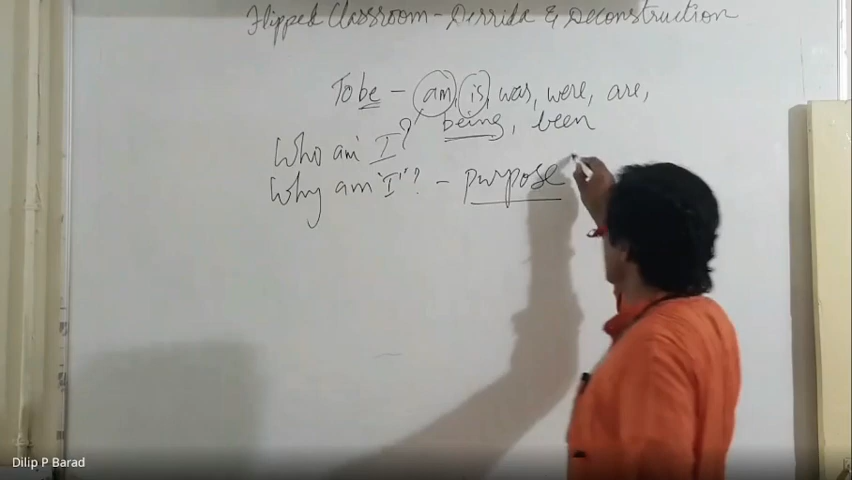 Flipped Classroom - Derrida & Deconstruction
To be - am, is, was, were, are,
being, been
Who am I?
Why am "I"? - purpose
Dilip P Barad